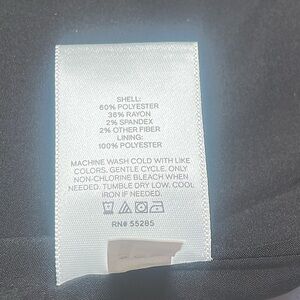 SHELL:
60% POLYESTER
36% RAYON
2% SPANDEX
2% OTHER FIBER
LINING:
100% POLYESTER
MACHINE WASH COLD WITH LIKE
COLORS, GENTLE CYCLE. ONLY
NON-CHLORINE BLEACH WHEN
NEEDED. TUMBLE DRY LOW. COOL
IRON IF NEEDED.
RN# 55285